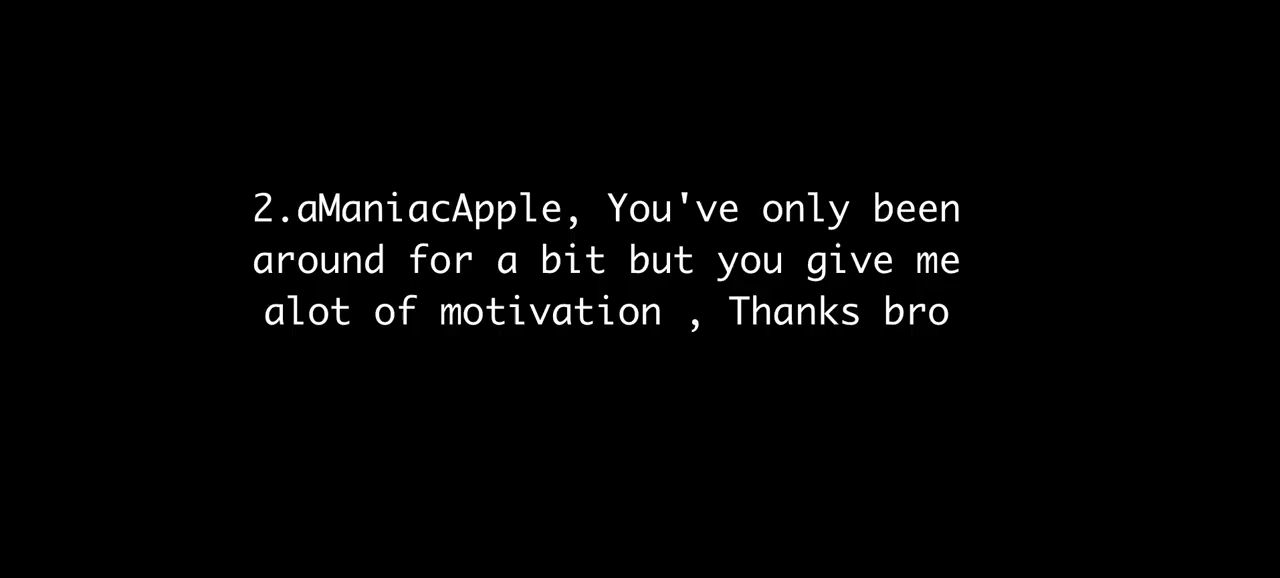 2.aManiacApple, You've only been
around for a bit but you give me
alot of motivation , Thanks bro